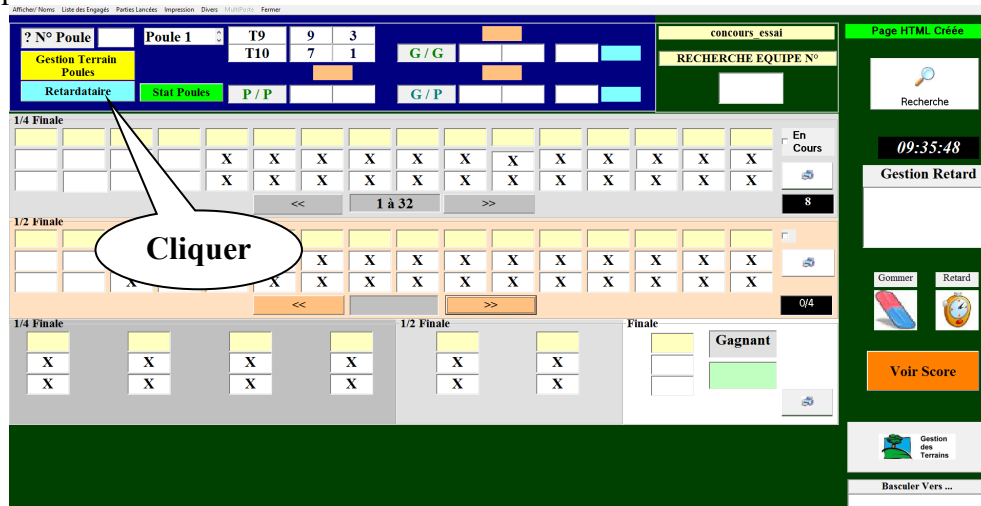 p
Afficher/ Noms Liste des Engagés Parties Lancées Impression Divers MultiPoste Fermer
? N° Poule Poule 1 T9 9 3 concours_essai Page HTML Créée
Gestion Terrain Poules T10 7 1 G / G RECHERCHE EQUIPE N°
Retardataire Stat Poules P / P G / P Recherche
1/4 Finale
En Cours
X X X X X X X X X X X X 09:35:48
X X X X X X X X X X X X Gestion Retard
<< 1 à 32 >> 8
1/2 Finale
Cliquer
X X X X X X X X X X
X X X X X X X X X X X
<< >> 0/4
Gommer Retard
1/4 Finale 1/2 Finale Finale
Gagnant
X X X X X X
X X X X X X
Voir Score
Gestion des Terrains
Basculer Vers ...